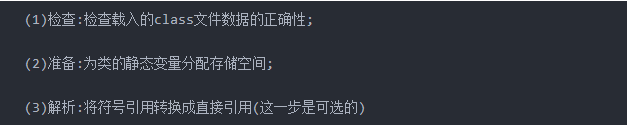 (1)检查:检查载入的class文件数据的正确性;
(2)准备:为类的静态变量分配存储空间;
(3)解析:将符号引用转换成直接引用(这一步是可选的)